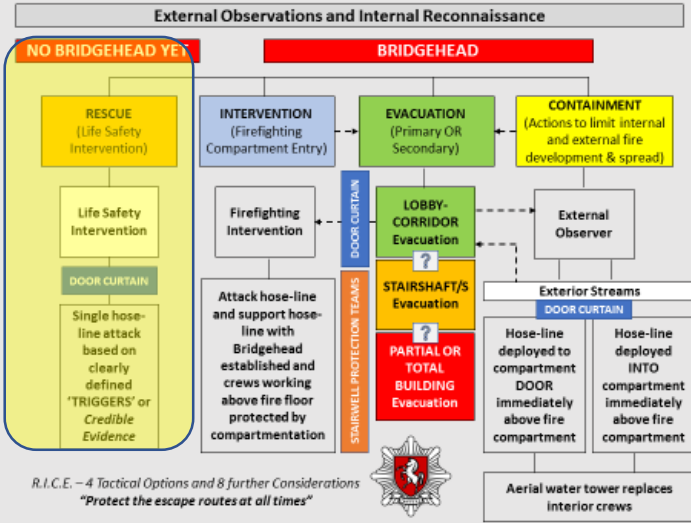 External Observations and Internal Reconnaissance
NO BRIDGEHEAD YET
BRIDGEHEAD
RESCUE
(Life Safety
Intervention)
INTERVENTION
(Firefighting
Compartment Entry)
EVACUATION
(Primary OR
Secondary)
CONTAINMENT
(Actions to limit internal
and external fire
development & spread)
Life Safety
Intervention
DOOR CURTAIN
Single hose-
line attack
based on
clearly
defined
‘TRIGGERS’ or
Credible
Evidence
Firefighting
Intervention
Attack hose-line
and support hose-
line with
Bridgehead
established and
crews working
above fire floor
protected by
compartmentation
DOOR CURTAIN
STAIRWELL PROTECTION TEAMS
LOBBY-
CORRIDOR
Evacuation
?
STAIRSHAFT/S
Evacuation
?
PARTIAL OR
TOTAL
BUILDING
Evacuation
External
Observer
Exterior Streams
DOOR CURTAIN
Hose-line
deployed to
compartment
DOOR
immediately
above fire
compartment
Hose-line
deployed
INTO
compartment
immediately
above fire
compartment
Aerial water tower replaces
interior crews
R.I.C.E. – 4 Tactical Options and 8 further Considerations
“Protect the escape routes at all times”